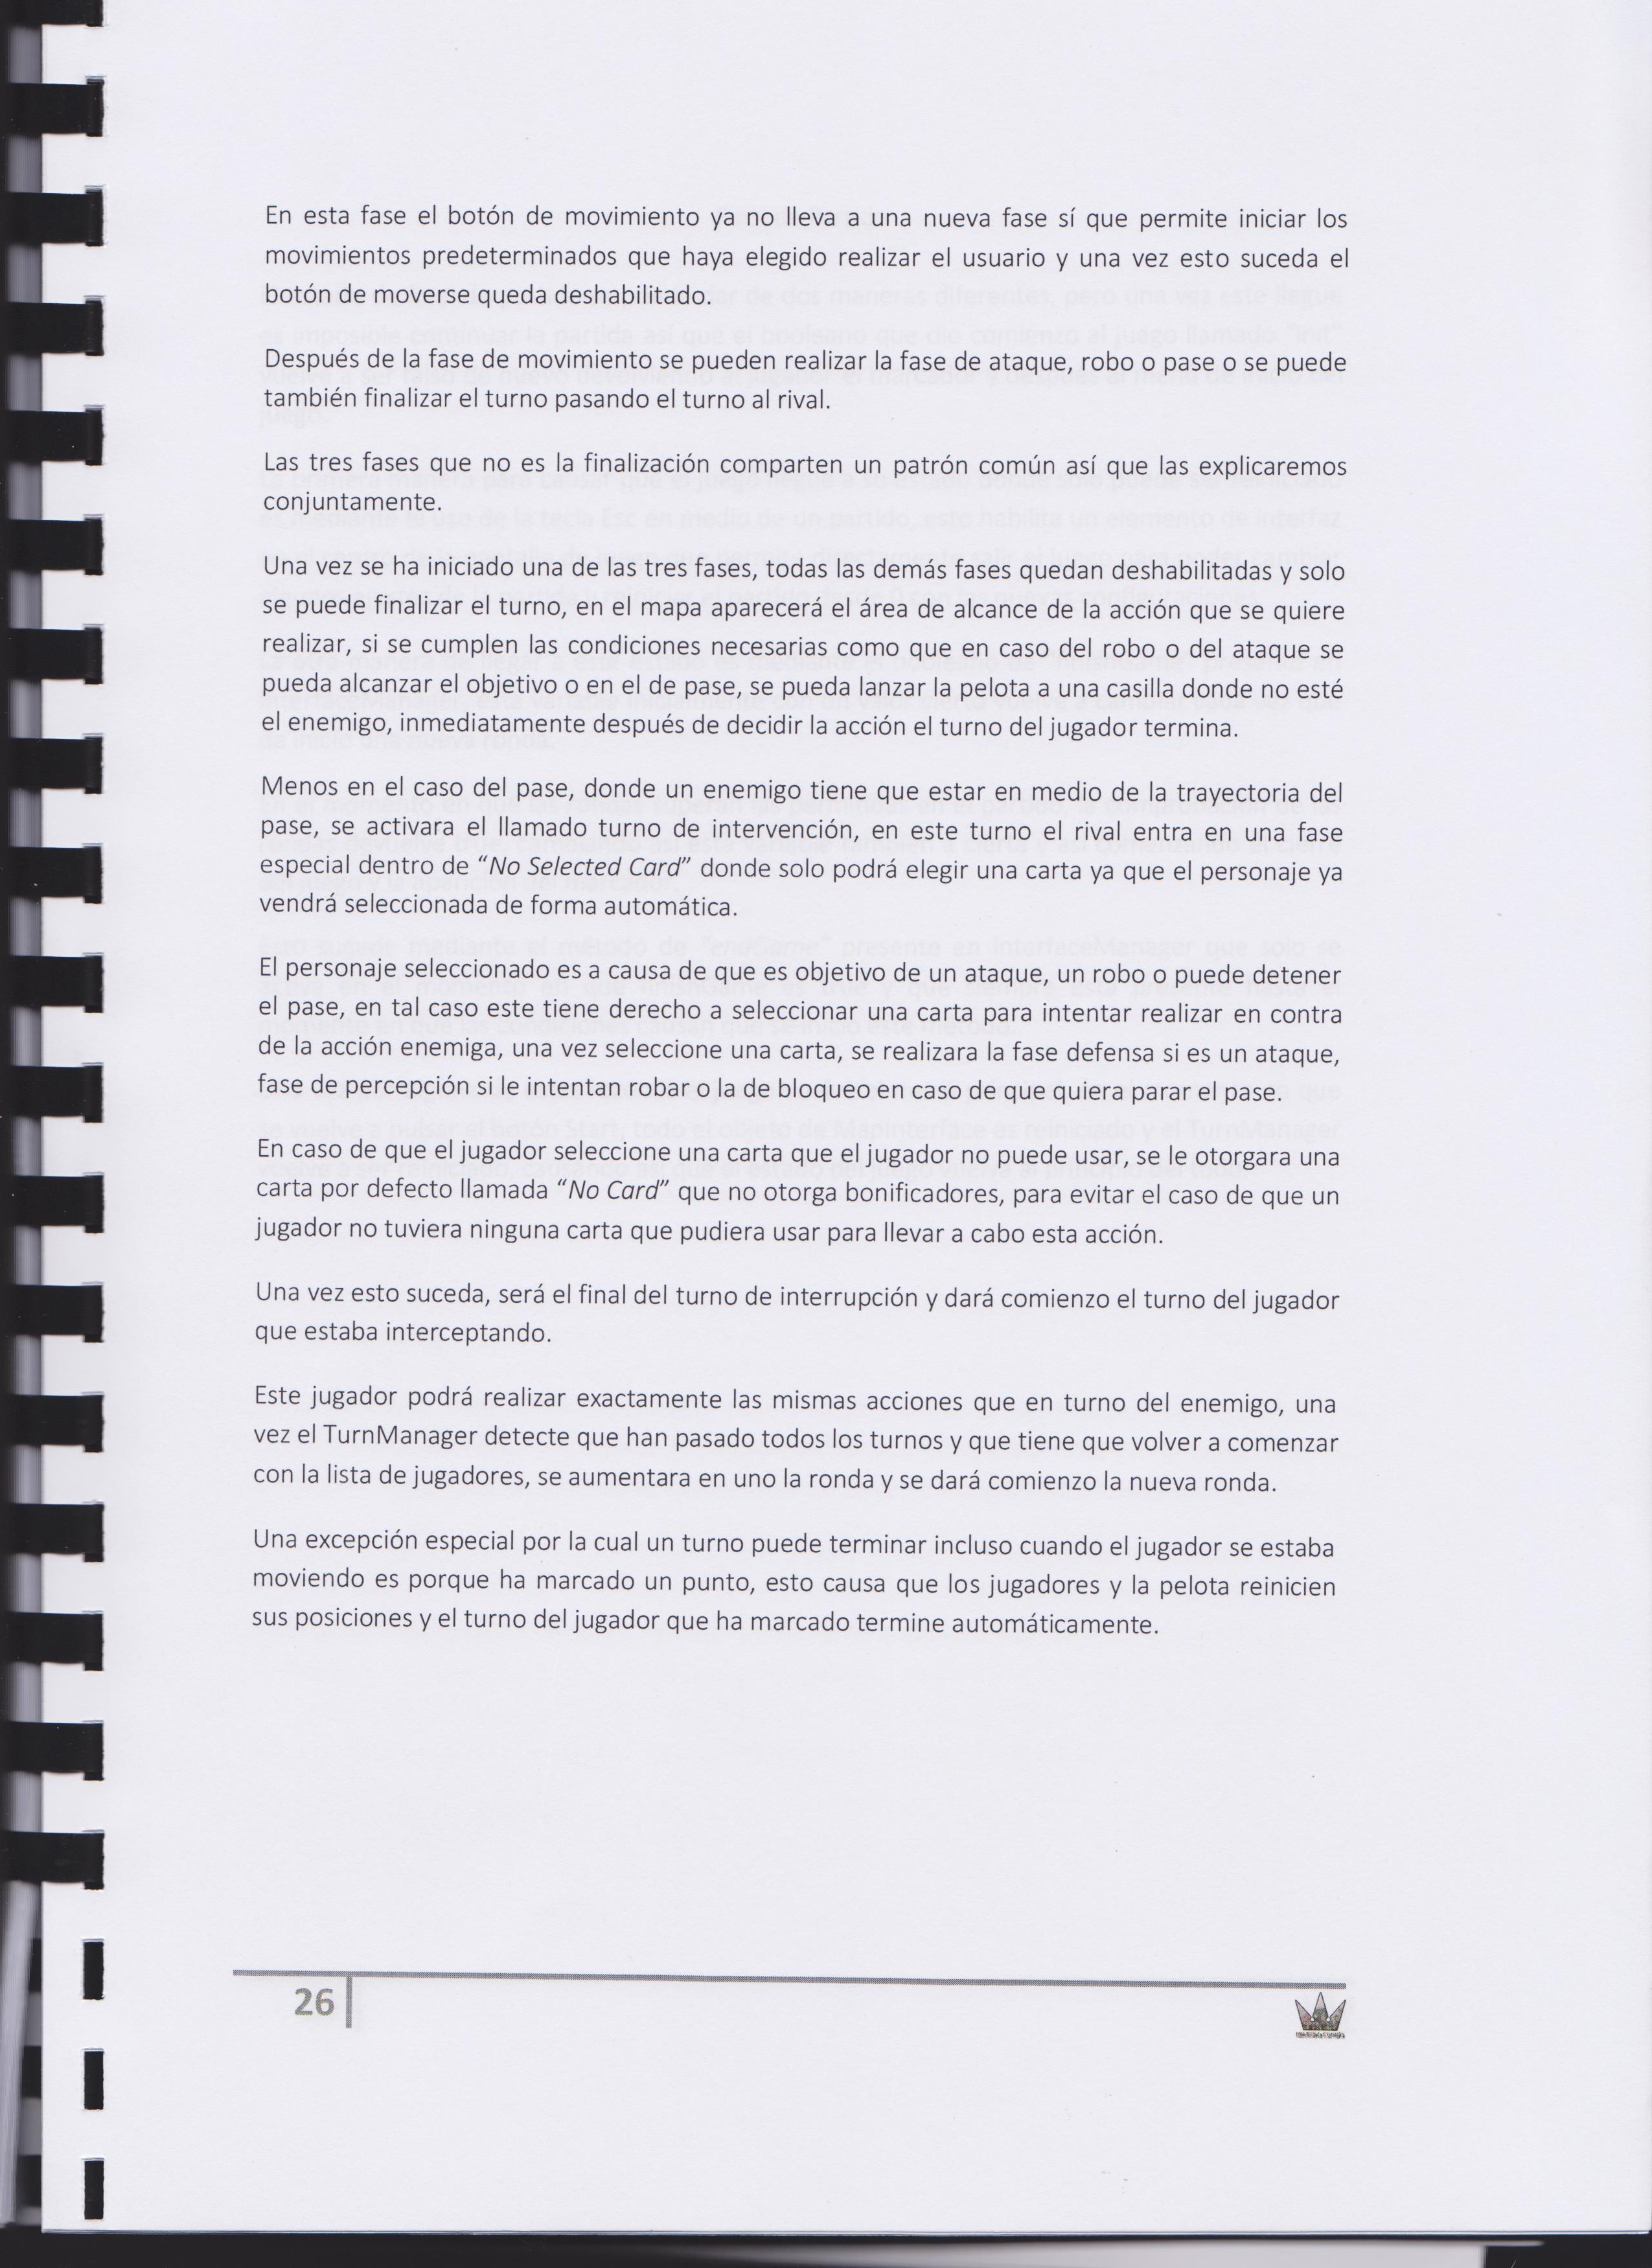 En esta fase el botón de movimiento ya no lleva a una nueva fase sí que permite iniciar los
movimientos predeterminados que haya elegido realizar el usuario y una vez esto suceda el
botón de moverse queda deshabilitado.
Después de la fase de movimiento se pueden realizar la fase de ataque, robo o pase o se puede
también finalizar el turno pasando el turno al rival.
Las tres fases que no es la finalización comparten un patrón común así que las explicaremos
conjuntamente.
Una vez se ha iniciado una de las tres fases, todas las demás fases quedan deshabilitadas y solo
se puede finalizar el turno, en el mapa aparecerá el área de alcance de la acción que se quiere
realizar, si se cumplen las condiciones necesarias como que en caso del robo o del ataque se
pueda alcanzar el objetivo o en el de pase, se pueda lanzar la pelota a una casilla donde no esté
el enemigo, inmediatamente después de decidir la acción el turno del jugador termina.
Menos en el caso del pase, donde un enemigo tiene que estar en medio de la trayectoria del
pase, se activara el llamado turno de intervención, en este turno el rival entra en una fase
especial dentro de “No Selected Card” donde solo podrá elegir una carta ya que el personaje ya
vendrá seleccionada de forma automática.
El personaje seleccionado es a causa de que es objetivo de un ataque, un robo o puede detener
el pase, en tal caso este tiene derecho a seleccionar una carta para intentar realizar en contra
de la acción enemiga, una vez seleccione una carta, se realizara la fase defensa si es un ataque,
fase de percepción si le intentan robar o la de bloqueo en caso de que quiera parar el pase.
En caso de que el jugador seleccione una carta que el jugador no puede usar, se le otorgara una
carta por defecto llamada “No Card” que no otorga bonificadores, para evitar el caso de que un
jugador no tuviera ninguna carta que pudiera usar para llevar a cabo esta acción.
Una vez esto suceda, será el final del turno de interrupción y dará comienzo el turno del jugador
que estaba interceptando.
Este jugador podrá realizar exactamente las mismas acciones que en turno del enemigo, una
vez el TurnManager detecte que han pasado todos los turnos y que tiene que volver a comenzar
con la lista de jugadores, se aumentara en uno la ronda y se dará comienzo la nueva ronda.
Una excepción especial por la cual un turno puede terminar incluso cuando el jugador se estaba
moviendo es porque ha marcado un punto, esto causa que los jugadores y la pelota reinicien
sus posiciones y el turno del jugador que ha marcado termine automáticamente.
26